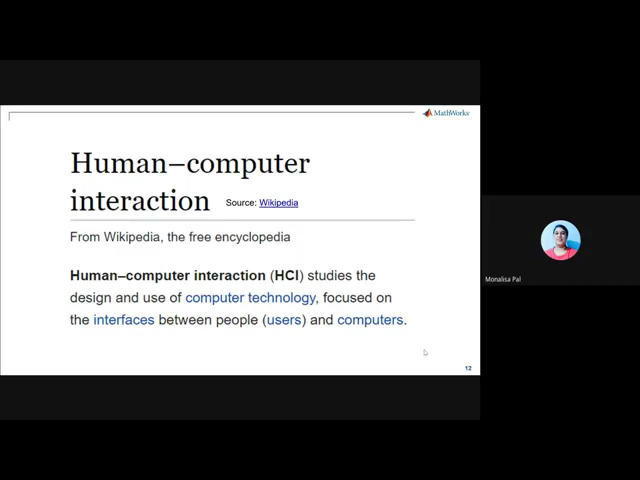 MathWorks
Human–computer
interaction Source: Wikipedia
From Wikipedia, the free encyclopedia
Human–computer interaction (HCI) studies the
design and use of computer technology, focused on
the interfaces between people (users) and computers.
12
Monalisa Pal